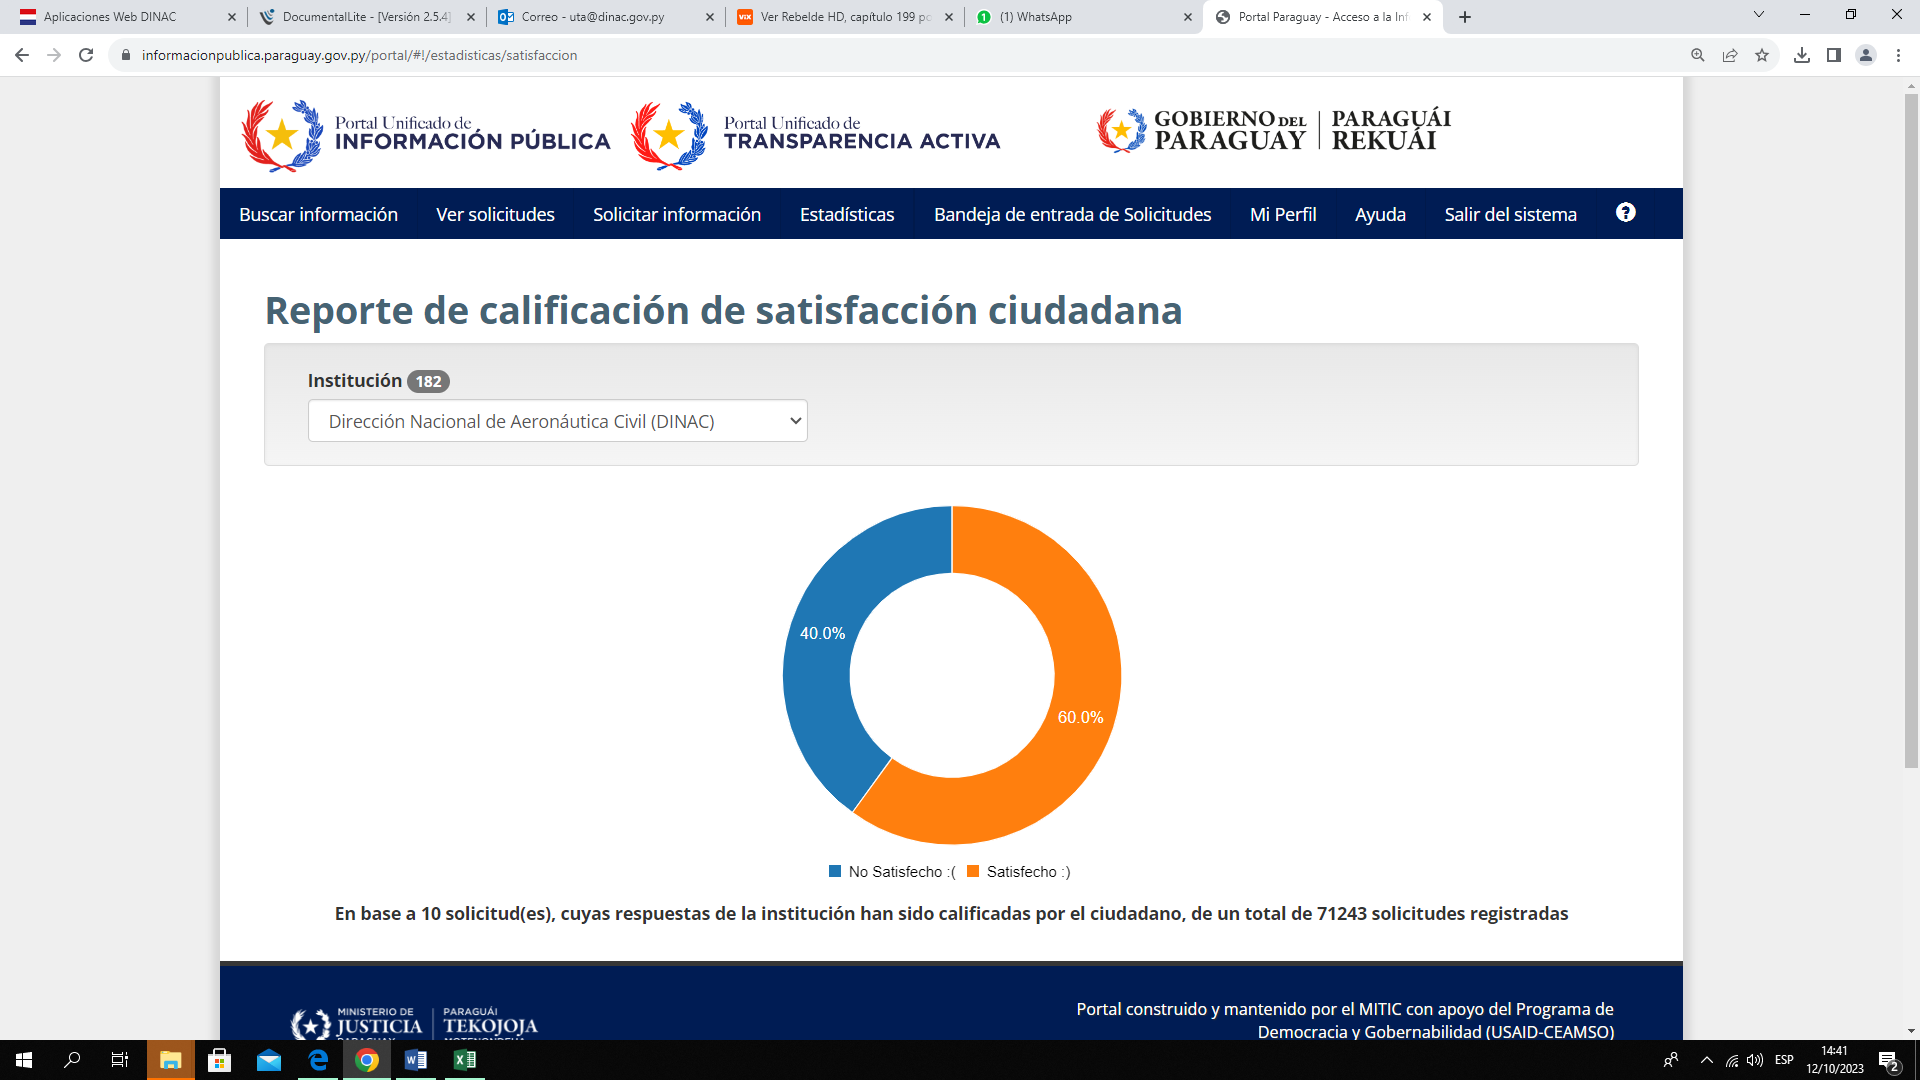 Aplicaciones Web DINAC
DocumentalLite - [Versión 2.5.4]
Correo - uta@dinac.gov.py
Ver Rebelde HD, capítulo 199
(1) WhatsApp
Portal Paraguay - Acceso a la Inf
informacionpublica.paraguay.gov.py/portal/#!/estadisticas/satisfaccion
Portal Unificado de
INFORMACIÓN PÚBLICA
Portal Unificado de
TRANSPARENCIA ACTIVA
GOBIERNO DEL
PARAGUAY
PARAGUÁI
REKUÁI
Buscar información
Ver solicitudes
Solicitar información
Estadísticas
Bandeja de entrada de Solicitudes
Mi Perfil
Ayuda
Salir del sistema
?
Reporte de calificación de satisfacción ciudadana
Institución 182
Dirección Nacional de Aeronáutica Civil (DINAC)
40.0%
60.0%
No Satisfecho :( Satisfecho :)
En base a 10 solicitud(es), cuyas respuestas de la institución han sido calificadas por el ciudadano, de un total de 71243 solicitudes registradas
MINISTERIO DE
JUSTICIA
PARAGUÁI
TEKOJOJA
Portal construido y mantenido por el MITIC con apoyo del Programa de
Democracia y Gobernabilidad (USAID-CEAMSO)
ESP
14:41
12/10/2023
2